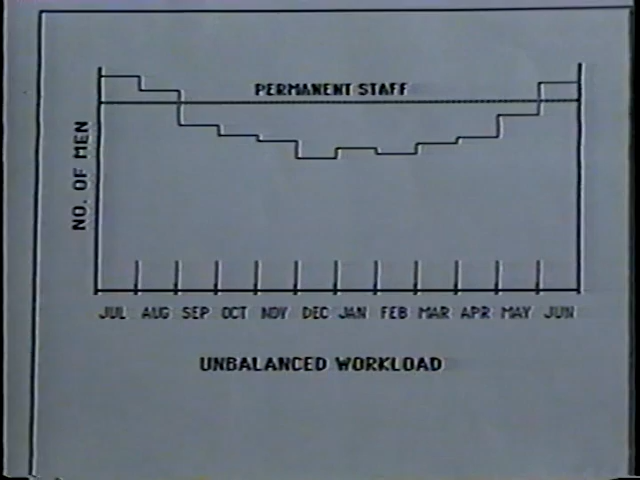 PERMANENT STAFF
NO. OF MEN
JUL AUG SEP OCT NOV DEC JAN FEB MAR APR MAY JUN
UNBALANCED WORKLOAD